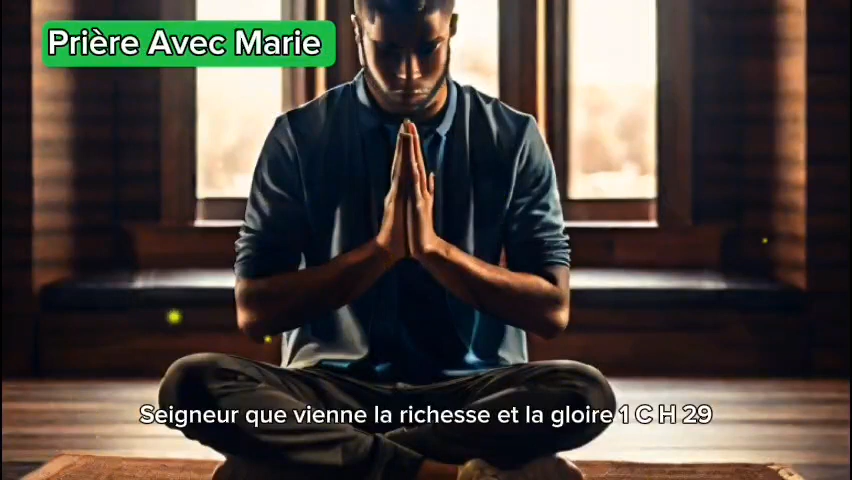 Prière Avec Marie
Seigneur que vienne la richesse et la gloire 1 C H 29